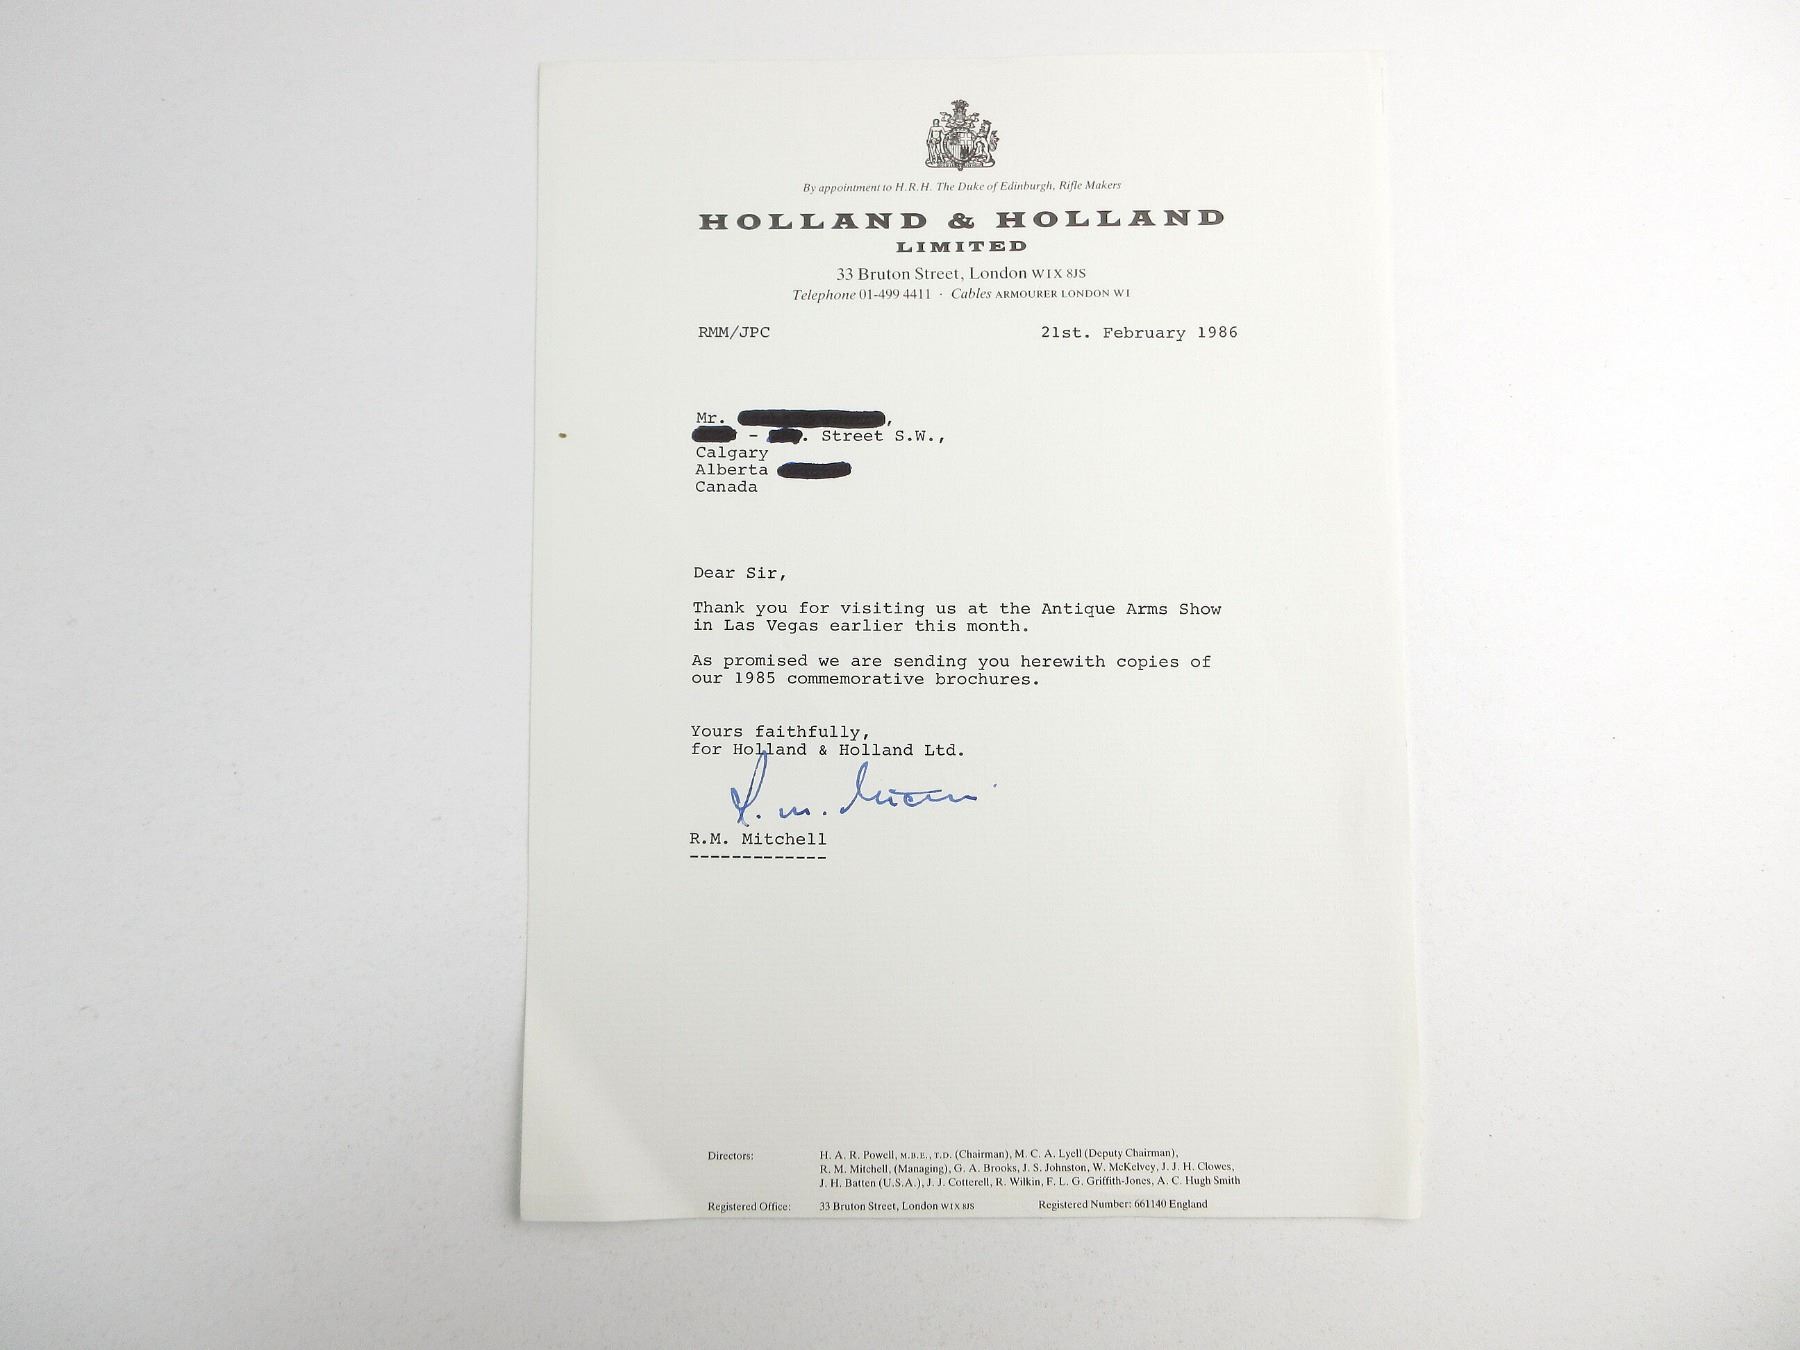 By appointment to H.R.H. The Duke of Edinburgh, Rifle Makers
HOLLAND & HOLLAND
LIMITED
33 Bruton Street, London W1X 8JS
Telephone 01-499 4411 · Cables ARMOURER LONDON W1
RMM/JPC 21st. February 1986
Mr. ,
- . Street S.W.,
Calgary
Alberta
Canada
Dear Sir,
Thank you for visiting us at the Antique Arms Show
in Las Vegas earlier this month.
As promised we are sending you herewith copies of
our 1985 commemorative brochures.
Yours faithfully,
for Holland & Holland Ltd.
R.M. Mitchell
-------------
Directors: H. A. R. Powell, M.B.E., T.D. (Chairman), M. C. A. Lyell (Deputy Chairman),
R. M. Mitchell, (Managing), G. A. Brooks, J. S. Johnston, W. McKelvey, J. J. H. Clowes,
J. H. Batten (U.S.A.), J. J. Cotterell, R. Wilkin, F. L. G. Griffith-Jones, A. C. Hugh Smith
Registered Office: 33 Bruton Street, London W1X 8JS Registered Number: 661140 England